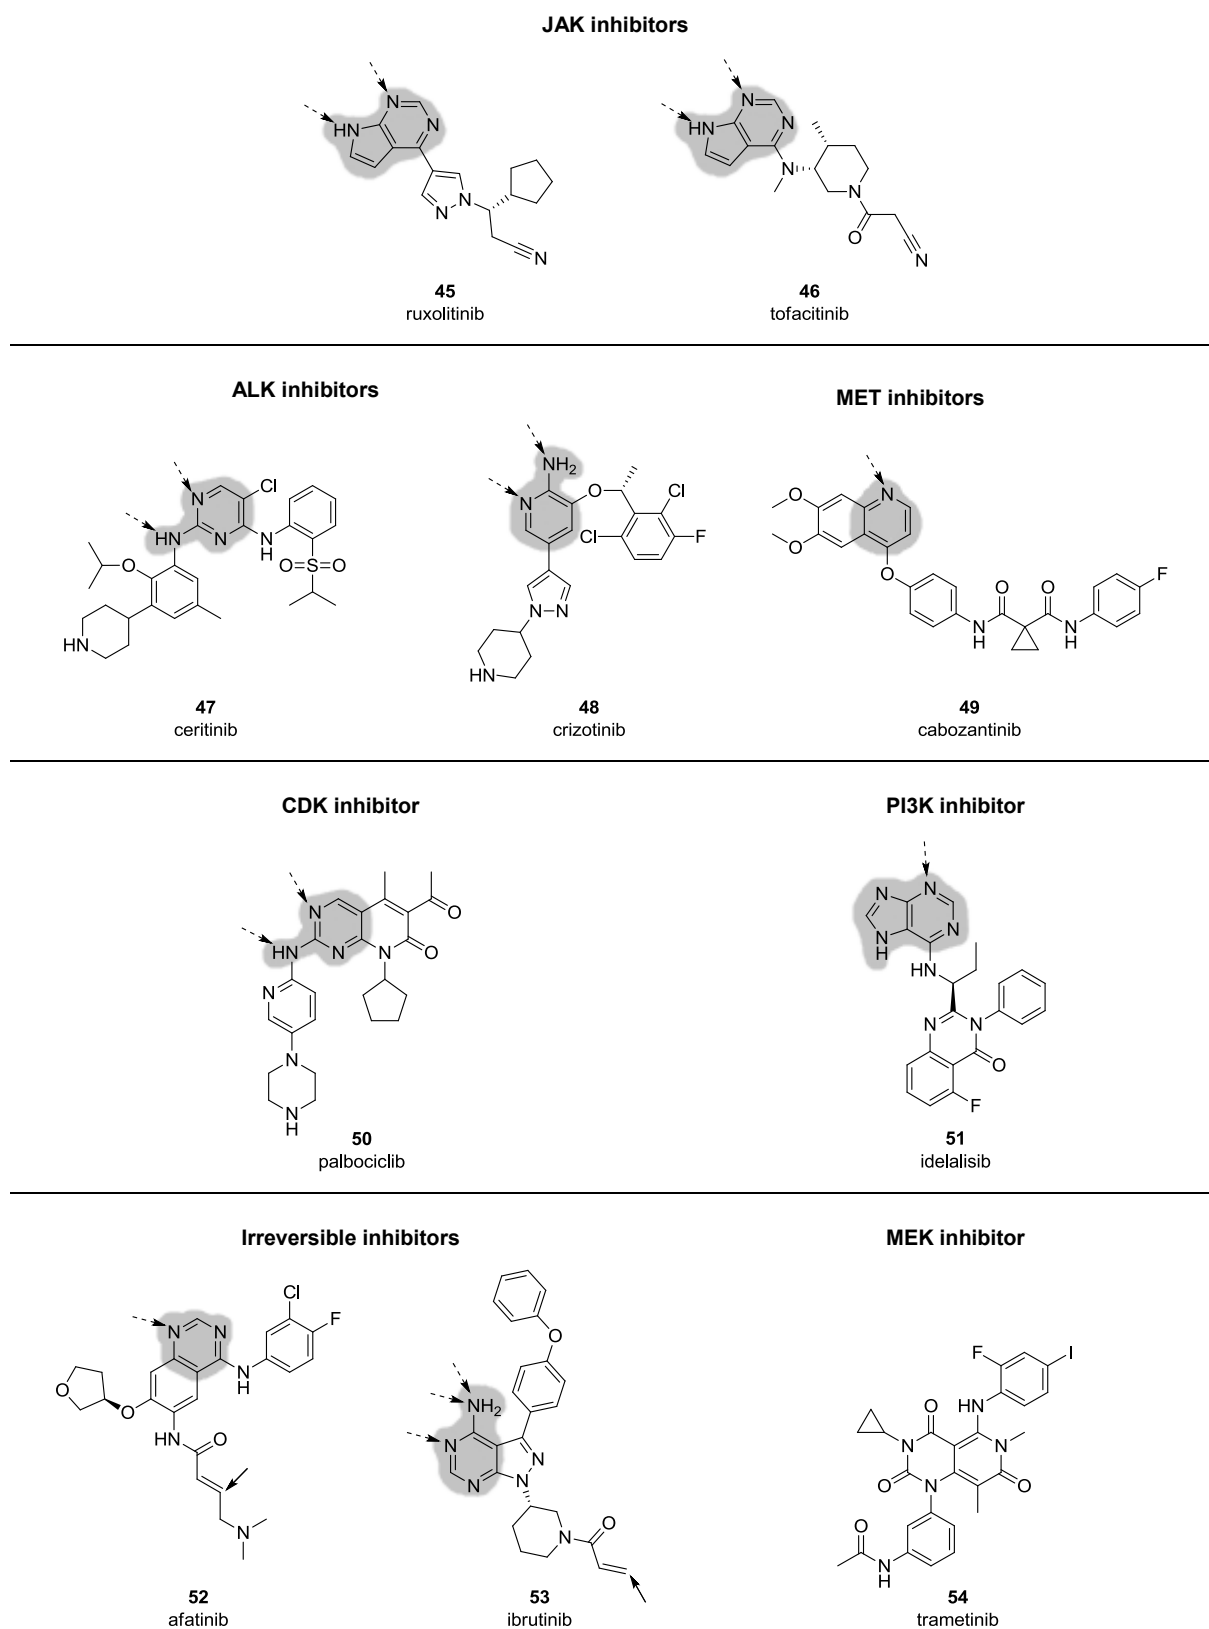 JAK inhibitors
HN
N
N
N
N
N
45
ruxolitinib
HN
N
N
N
N
O
N
46
tofacitinib
ALK inhibitors
MET inhibitors
N
Cl
HN
N
N
H
O
O=S=O
HN
47
ceritinib
NH2
N
O
Cl
Cl
F
N
N
HN
48
crizotinib
N
O
O
O
O
O
F
N
H
N
H
49
cabozantinib
CDK inhibitor
PI3K inhibitor
N
O
HN
N
N
O
N
N
N
H
50
palbociclib
N
N
N
H
N
HN
N
N
O
F
51
idelalisib
Irreversible inhibitors
MEK inhibitor
Cl
F
N
N
N
H
O
O
HN
O
N
52
afatinib
O
NH2
N
N
N
N
O
N
53
ibrutinib
F
I
HN
O
N
N
O
N
O
O
N
H
54
trametinib